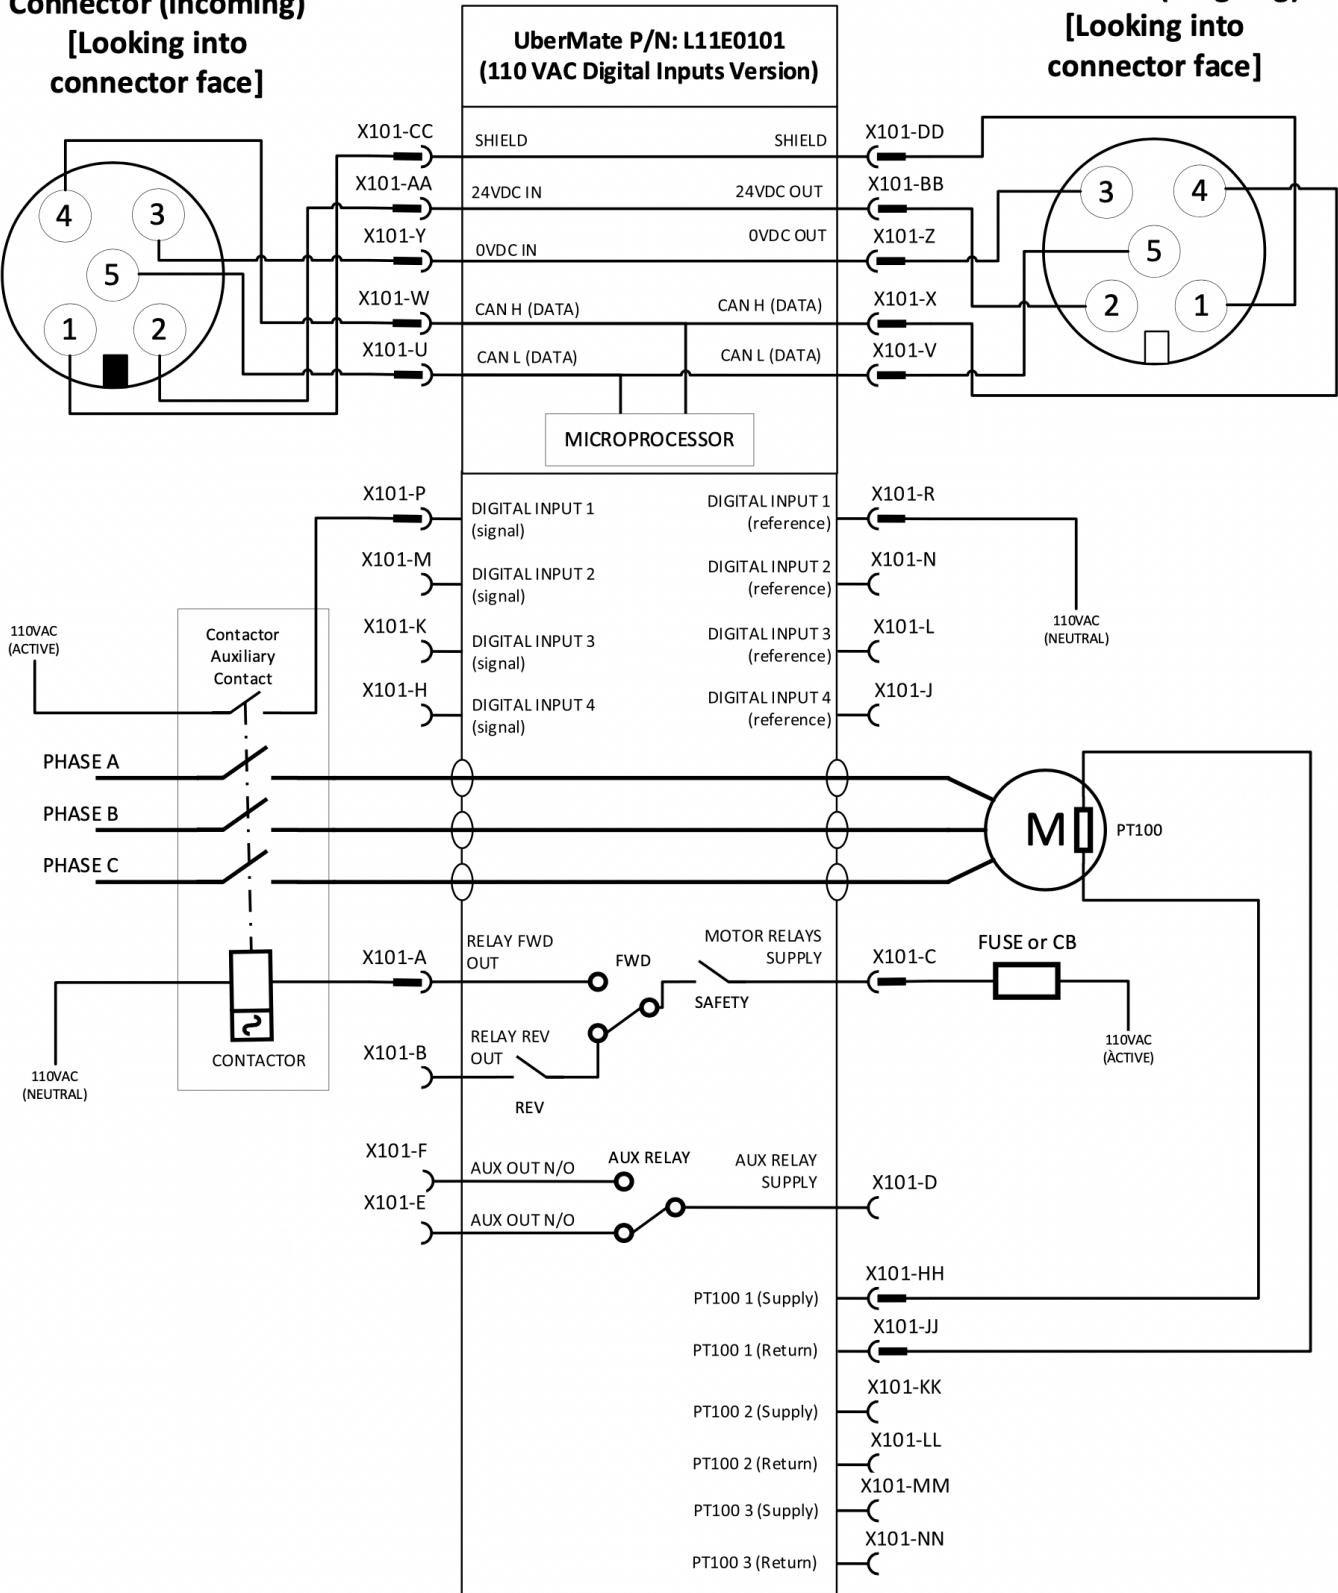 Connector (Incoming)
[Looking into
connector face]
UberMate P/N: L11E0101
(110 VAC Digital Inputs Version)
[Looking into
connector face]
X101-CC
SHIELD
SHIELD
X101-DD
X101-AA
24VDC IN
24VDC OUT
X101-BB
X101-Y
0VDC IN
0VDC OUT
X101-Z
X101-W
CAN H (DATA)
CAN H (DATA)
X101-X
X101-U
CAN L (DATA)
CAN L (DATA)
X101-V
4
3
5
1
2
3
4
5
2
1
MICROPROCESSOR
X101-P
DIGITAL INPUT 1
(signal)
DIGITAL INPUT 1
(reference)
X101-R
X101-M
DIGITAL INPUT 2
(signal)
DIGITAL INPUT 2
(reference)
X101-N
X101-K
DIGITAL INPUT 3
(signal)
DIGITAL INPUT 3
(reference)
X101-L
X101-H
DIGITAL INPUT 4
(signal)
DIGITAL INPUT 4
(reference)
X101-J
110VAC
(ACTIVE)
Contactor
Auxiliary
Contact
110VAC
(NEUTRAL)
PHASE A
PHASE B
PHASE C
M
PT100
X101-A
RELAY FWD
OUT
FWD
MOTOR RELAYS
SUPPLY
SAFETY
X101-C
FUSE or CB
X101-B
RELAY REV
OUT
REV
110VAC
(ÀCTIVE)
CONTACTOR
110VAC
(NEUTRAL)
X101-F
AUX OUT N/O
AUX RELAY
AUX RELAY
SUPPLY
X101-D
X101-E
AUX OUT N/O
PT100 1 (Supply)
X101-HH
PT100 1 (Return)
X101-JJ
PT100 2 (Supply)
X101-KK
PT100 2 (Return)
X101-LL
PT100 3 (Supply)
X101-MM
PT100 3 (Return)
X101-NN